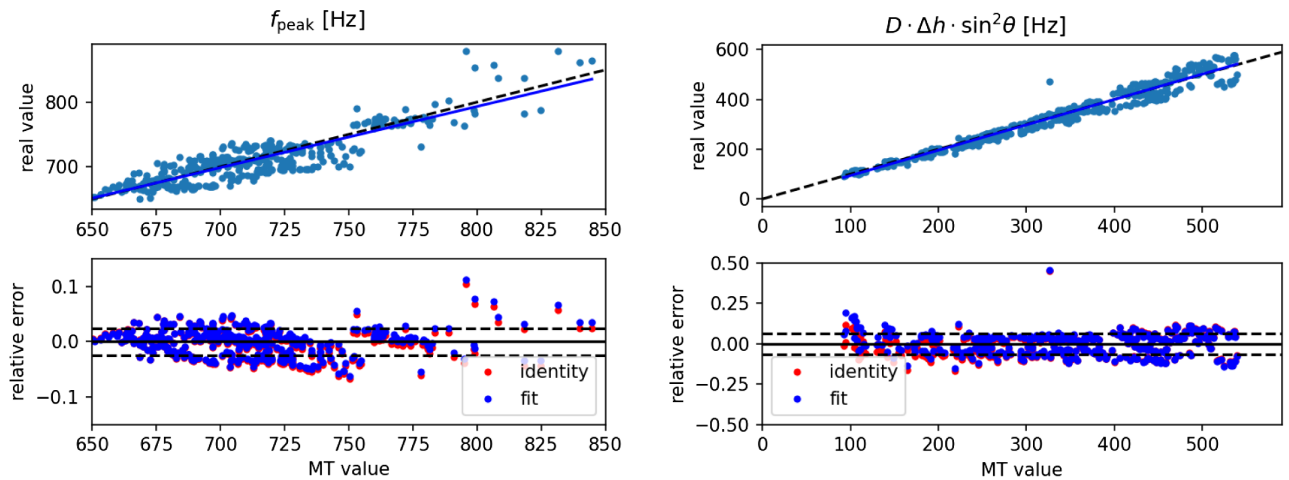 f_peak [Hz]
real value
800
700
650 675 700 725 750 775 800 825 850
relative error
0.1
0.0
−0.1
identity
fit
650 675 700 725 750 775 800 825 850
MT value
D · Δh · sin²θ [Hz]
real value
600
400
200
0
0 100 200 300 400 500
relative error
0.50
0.25
0.00
−0.25
−0.50
identity
fit
0 100 200 300 400 500
MT value